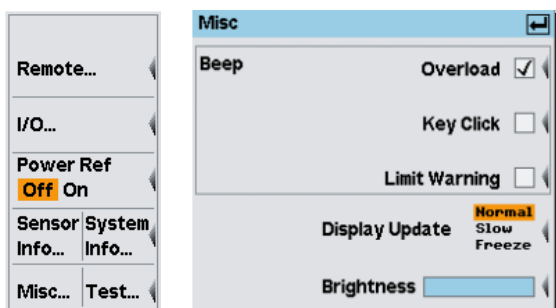 Remote...
I/O...
Power Ref
Off On
Sensor Info...
System Info...
Misc...
Test...
Misc
Beep
Overload
Key Click
Limit Warning
Display Update
Normal
Slow
Freeze
Brightness